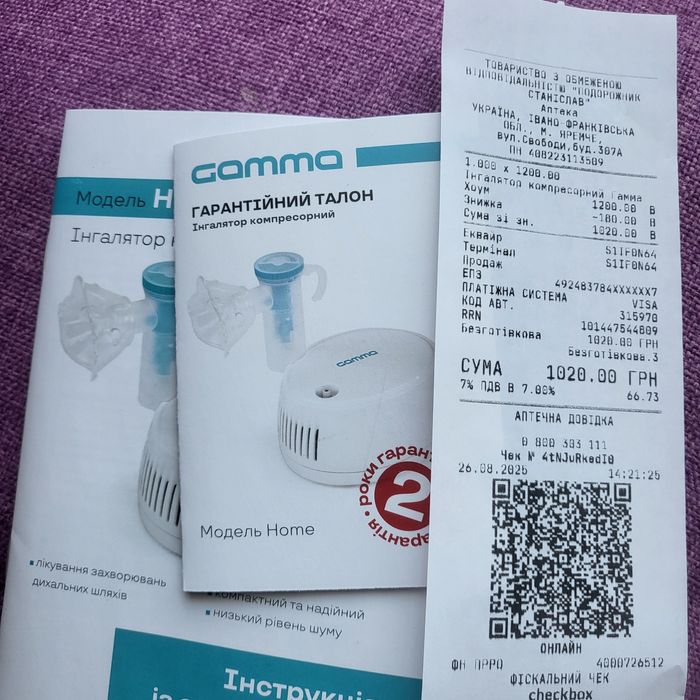 Модель H
Інгалятор к
лікування захворювань
дихальних шляхів
компактний та надійний
низький рівень шуму
Інструкція
gamma
ГАРАНТІЙНИЙ ТАЛОН
Інгалятор компресорний
gamma
2
роки гарантії
гарантія
Модель Home
ТОВАРИСТВО З ОБМЕЖЕНОЮ
ВІДПОВІДАЛЬНІСТЮ "ПОДОРОЖНИК
СТАНІСЛАВ"
Аптека
УКРАЇНА, ІВАНО-ФРАНКІВСЬКА
ОБЛ., М. ЯРЕМЧЕ,
вул.Свободи,буд.307А
ПН 408223113509
1.000 x 1200.00
Інгалятор компресорний Гамма
Хоум 1200.00 В
Знижка -180.00 В
Сума зі зн. 1020.00 В
Еквайр S1IF0N64
Термінал S1IF0N64
Продаж
ЕПЗ 492483784XXXXXX7
ПЛАТІЖНА СИСТЕМА VISA
КОД АВТ. 315970
RRN 101447544809
Безготівкова 1020.00 ГРН
Безготівкова.3
СУМА 1020.00 ГРН
7% ПДВ В 7.00% 66.73
АПТЕЧНА ДОВІДКА
0 800 303 111
Чек № 4tNJuRkedI0
26.08.2025 14:21:25
ОНЛАЙН
ФН ПРРО 4000726512
ФІСКАЛЬНИЙ ЧЕК
checkbox